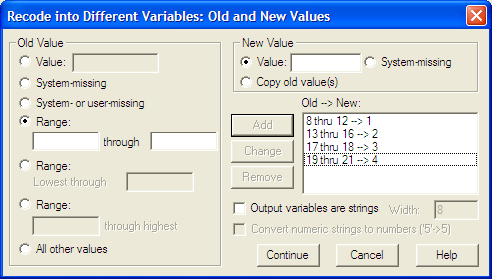 Recode into Different Variables: Old and New Values
Old Value
Value:
System-missing
System- or user-missing
Range:
through
Range:
Lowest through
Range:
through highest
All other values
New Value
Value:
System-missing
Copy old value(s)
Old --> New:
Add
Change
Remove
8 thru 12 --> 1
13 thru 16 --> 2
17 thru 18 --> 3
19 thru 21 --> 4
Output variables are strings
Width:
8
Convert numeric strings to numbers ('5'->5)
Continue
Cancel
Help